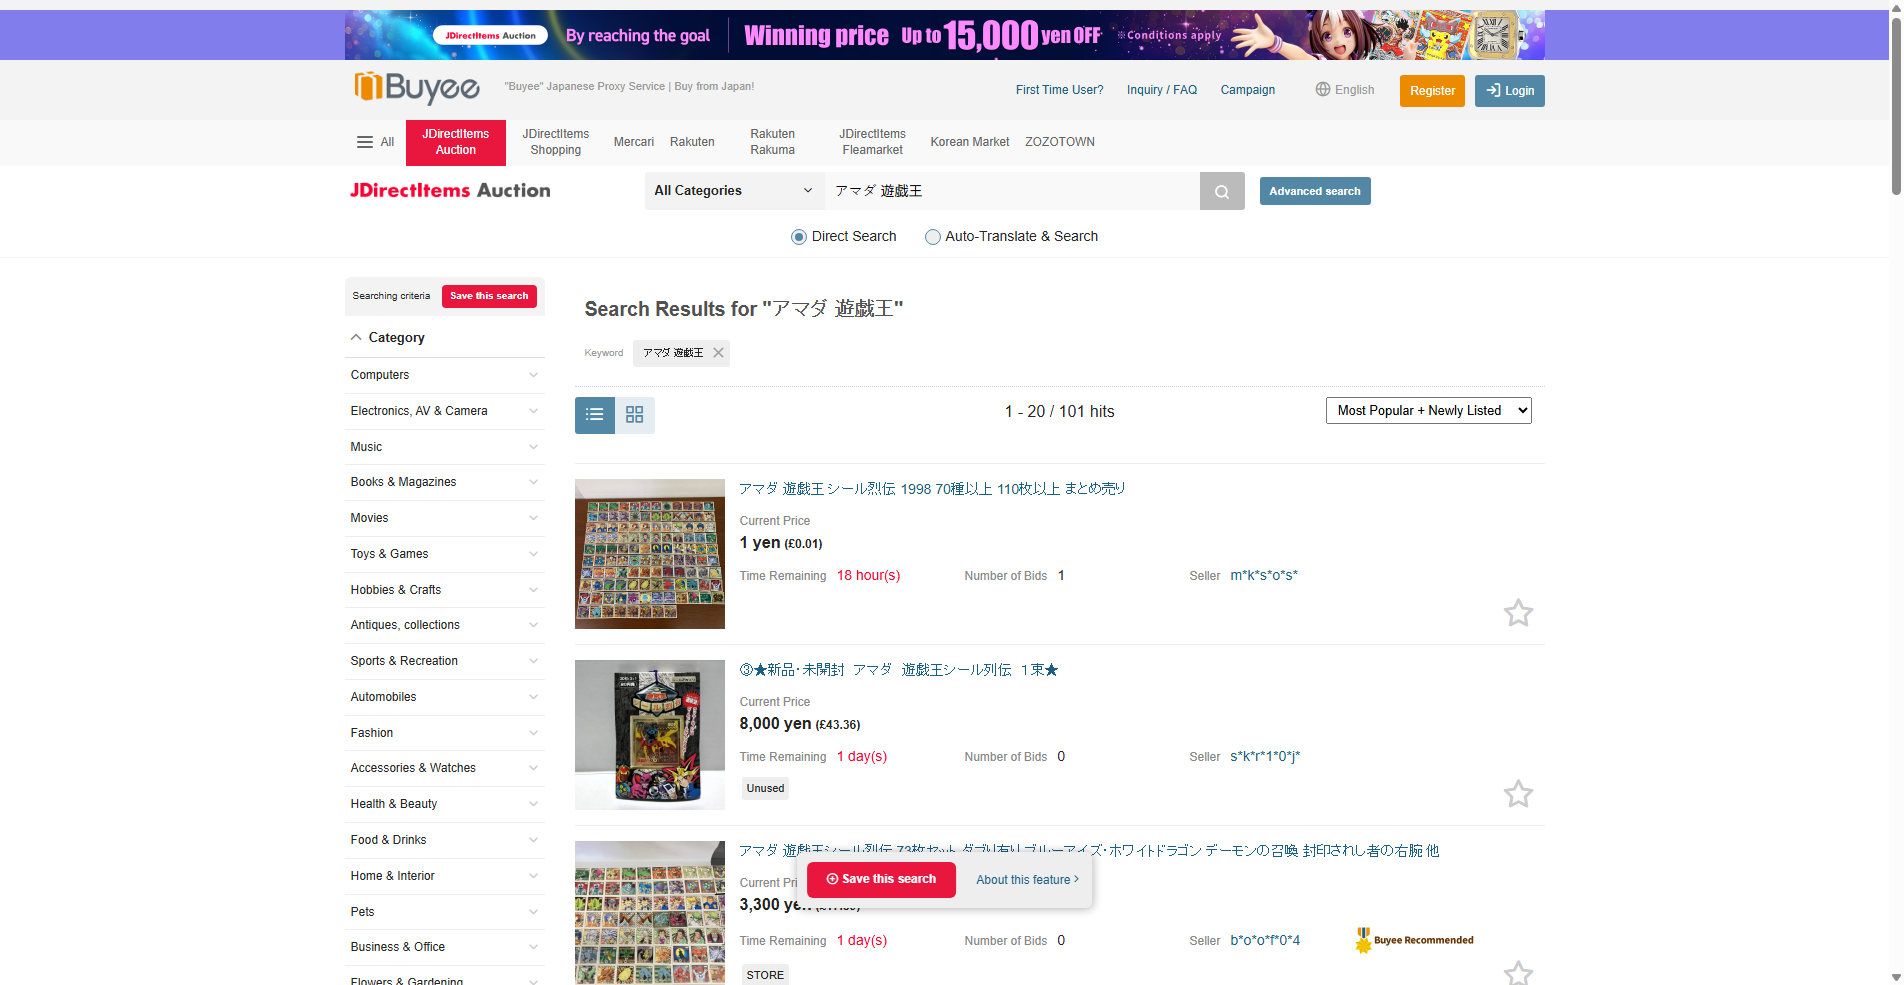 JDirectItems Auction By reaching the goal Winning price Up to 15,000 yen OFF ※Conditions apply
Buyee "Buyee" Japanese Proxy Service | Buy from Japan! First Time User? Inquiry / FAQ Campaign English Register Login
All JDirectItems Auction JDirectItems Shopping Mercari Rakuten Rakuten Rakuma JDirectItems Fleamarket Korean Market ZOZOTOWN
JDirectItems Auction All Categories アマダ 遊戯王 Advanced search
Direct Search Auto-Translate & Search
Searching criteria Save this search
Category
Computers
Electronics, AV & Camera
Music
Books & Magazines
Movies
Toys & Games
Hobbies & Crafts
Antiques, collections
Sports & Recreation
Automobiles
Fashion
Accessories & Watches
Health & Beauty
Food & Drinks
Home & Interior
Pets
Business & Office
Flowers & Gardening
Search Results for "アマダ 遊戯王"
Keyword アマダ 遊戯王
1 - 20 / 101 hits Most Popular + Newly Listed
アマダ 遊戯王 シール烈伝 1998 70種以上 110枚以上 まとめ売り
Current Price
1 yen (£0.01)
Time Remaining 18 hour(s) Number of Bids 1 Seller m*k*s*o*s*
③★新品・未開封 アマダ 遊戯王シール列伝 1束★
Current Price
8,000 yen (£43.36)
Time Remaining 1 day(s) Number of Bids 0 Seller s*k*r*1*0*j*
Unused
アマダ 遊戯王シール烈伝 73枚セット ダブり有り ブルーアイズ・ホワイトドラゴン デーモンの召喚 封印されし者の右腕 他
Current Pri
3,300 yen
Save this search About this feature
Time Remaining 1 day(s) Number of Bids 0 Seller b*o*o*f*0*4 Buyee Recommended
STORE